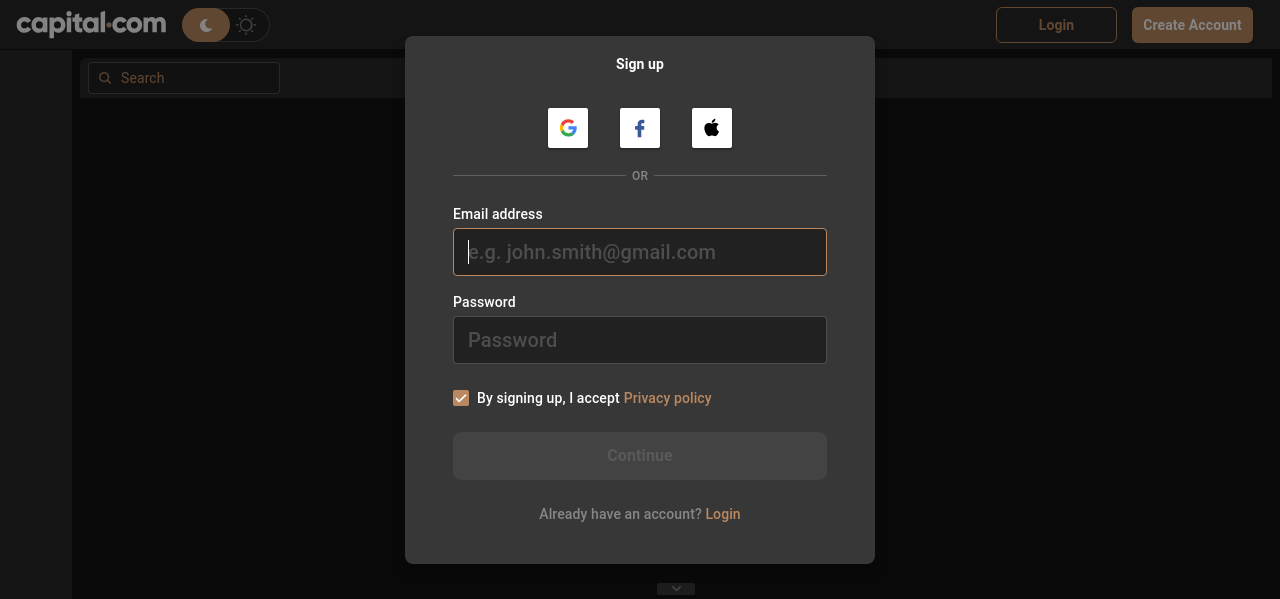 capital.com
Login
Create Account
Search
Sign up
OR
Email address
e.g. john.smith@gmail.com
Password
Password
By signing up, I accept Privacy policy
Continue
Already have an account? Login